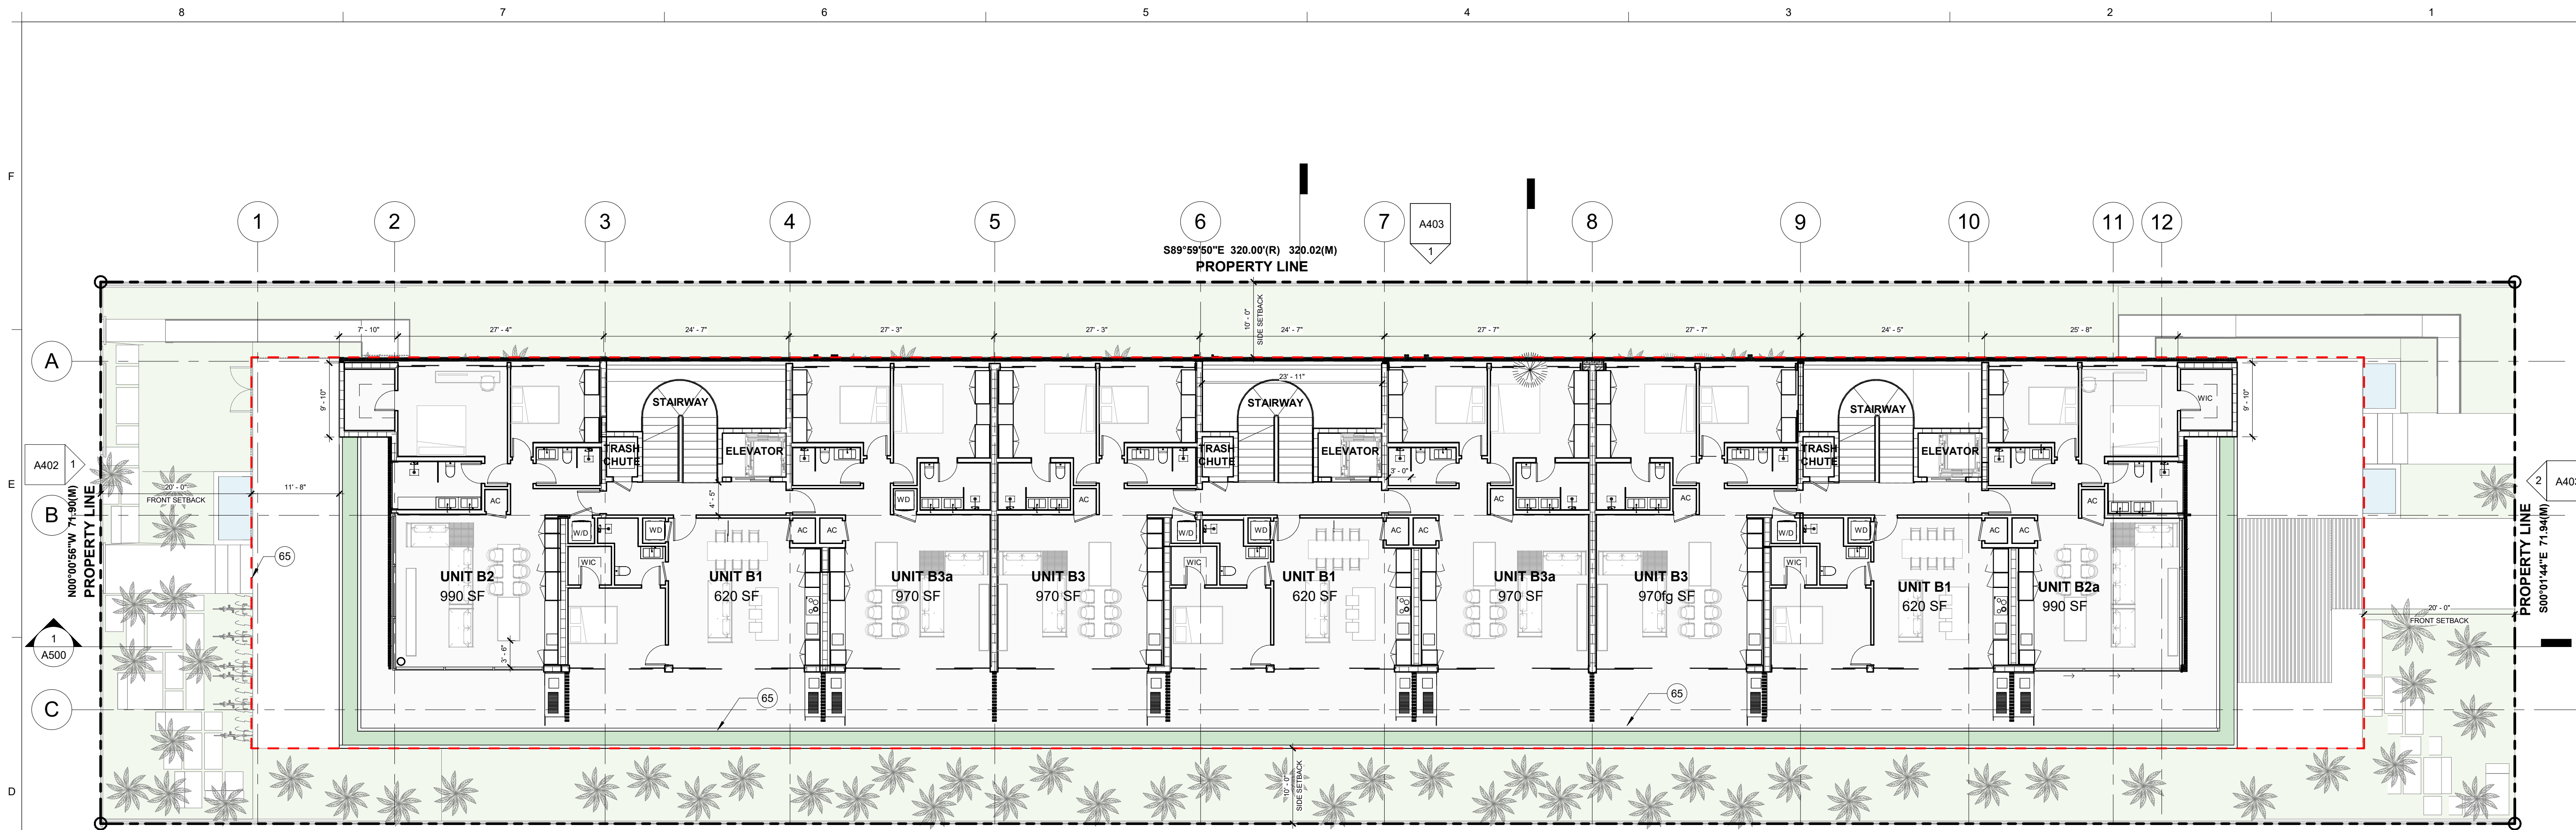 8
7
6
5
4
3
2
1
F
E
D
1
2
3
4
5
6
7
8
9
10
11
12
A403
1
S89°59'50"E 320.00'(R) 320.02(M)
PROPERTY LINE
10' - 0"
SIDE SETBACK
7' - 10"
27' - 4"
24' - 7"
27' - 3"
27' - 3"
24' - 7"
27' - 7"
27' - 7"
24' - 5"
25' - 8"
A
B
C
9' - 10"
23' - 11"
9' - 10"
STAIRWAY
STAIRWAY
STAIRWAY
WIC
TRASH
CHUTE
ELEVATOR
TRASH
CHUTE
ELEVATOR
TRASH
CHUTE
ELEVATOR
A402
1
2
A403
3' - 0"
4' - 5"
20' - 0"
FRONT SETBACK
11' - 8"
N00°00'56"W 71.90(M)
PROPERTY LINE
PROPERTY LINE
S00°01'44"E 71.94(M)
AC
WD
AC
AC
AC
AC
W/D
WD
AC
AC
W/D
WD
AC
AC
W/D
WD
AC
AC
65
WIC
WIC
WIC
UNIT B2
990 SF
UNIT B1
620 SF
UNIT B3a
970 SF
UNIT B3
970 SF
UNIT B1
620 SF
UNIT B3a
970 SF
UNIT B3
970fg SF
UNIT B1
620 SF
UNIT B2a
990 SF
20' - 0"
FRONT SETBACK
1
A500
3' - 6"
65
65
10' - 0"
SIDE SETBACK